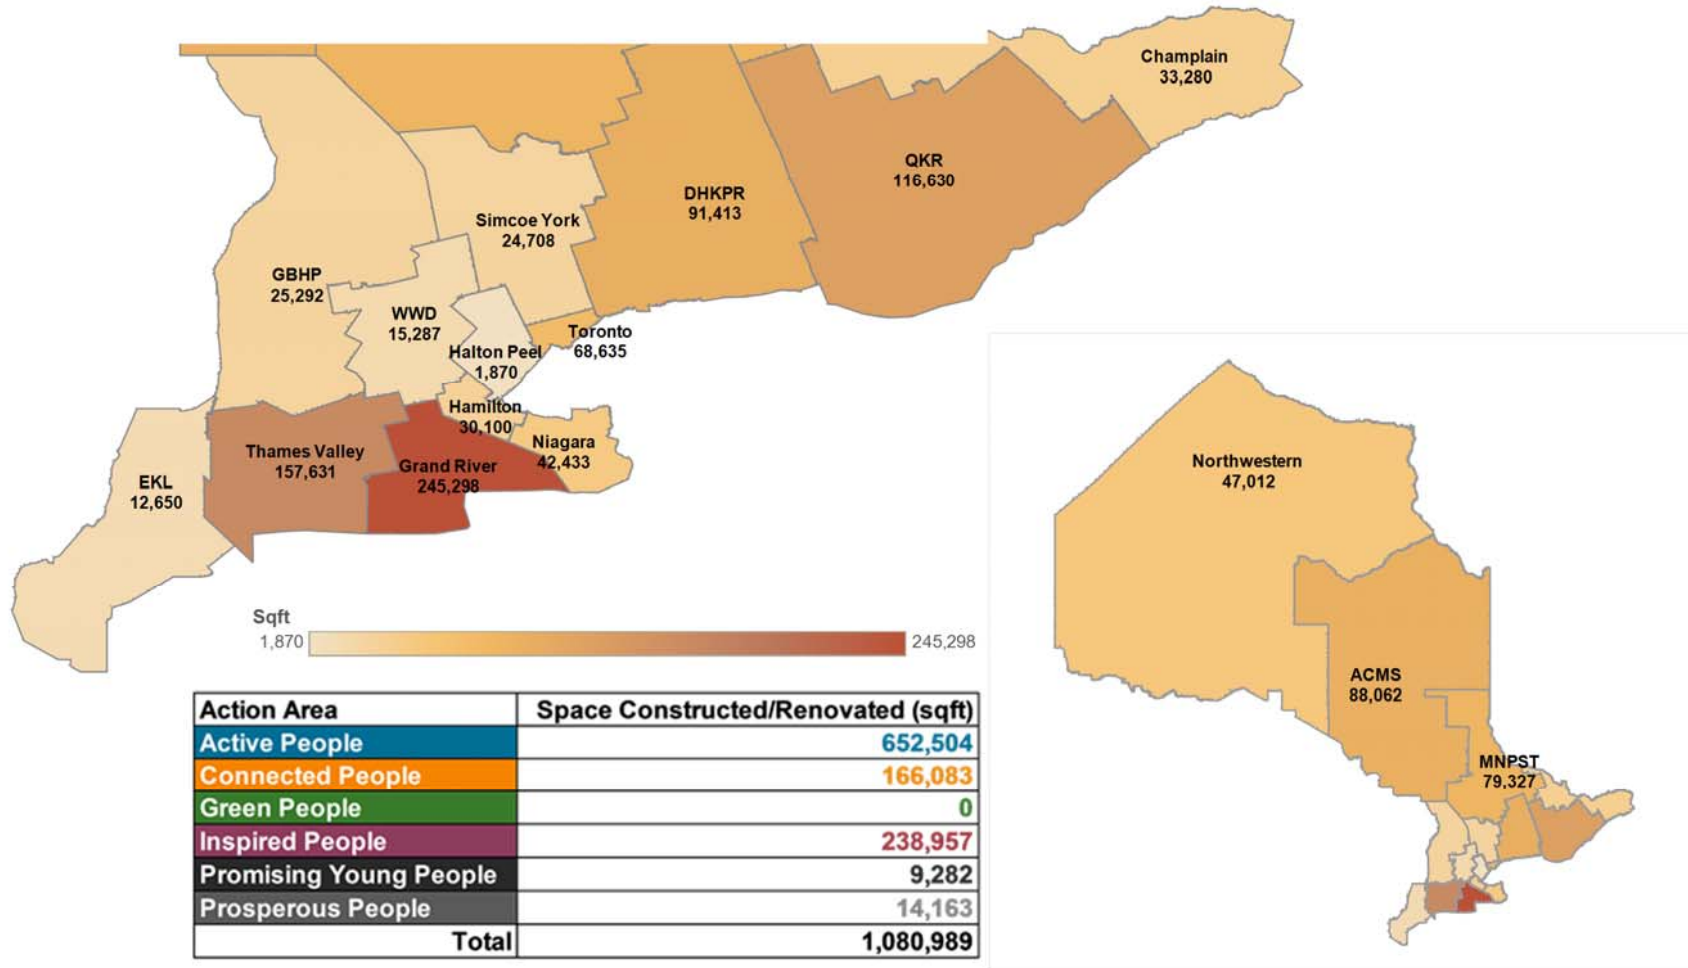 Champlain
33,280
QKR
116,630
DHKPR
91,413
Simcoe York
24,708
GBHP
25,292
WWD
15,287
Toronto
68,635
Halton Peel
1,870
Hamilton
30,100
Niagara
42,433
Thames Valley
157,631
Grand River
245,298
EKL
12,650
Northwestern
47,012
ACMS
88,062
MNPST
79,327
Sqft
1,870
245,298
Action Area Space Constructed/Renovated (sqft)
Active People 652,504
Connected People 166,083
Green People 0
Inspired People 238,957
Promising Young People 9,282
Prosperous People 14,163
Total 1,080,989